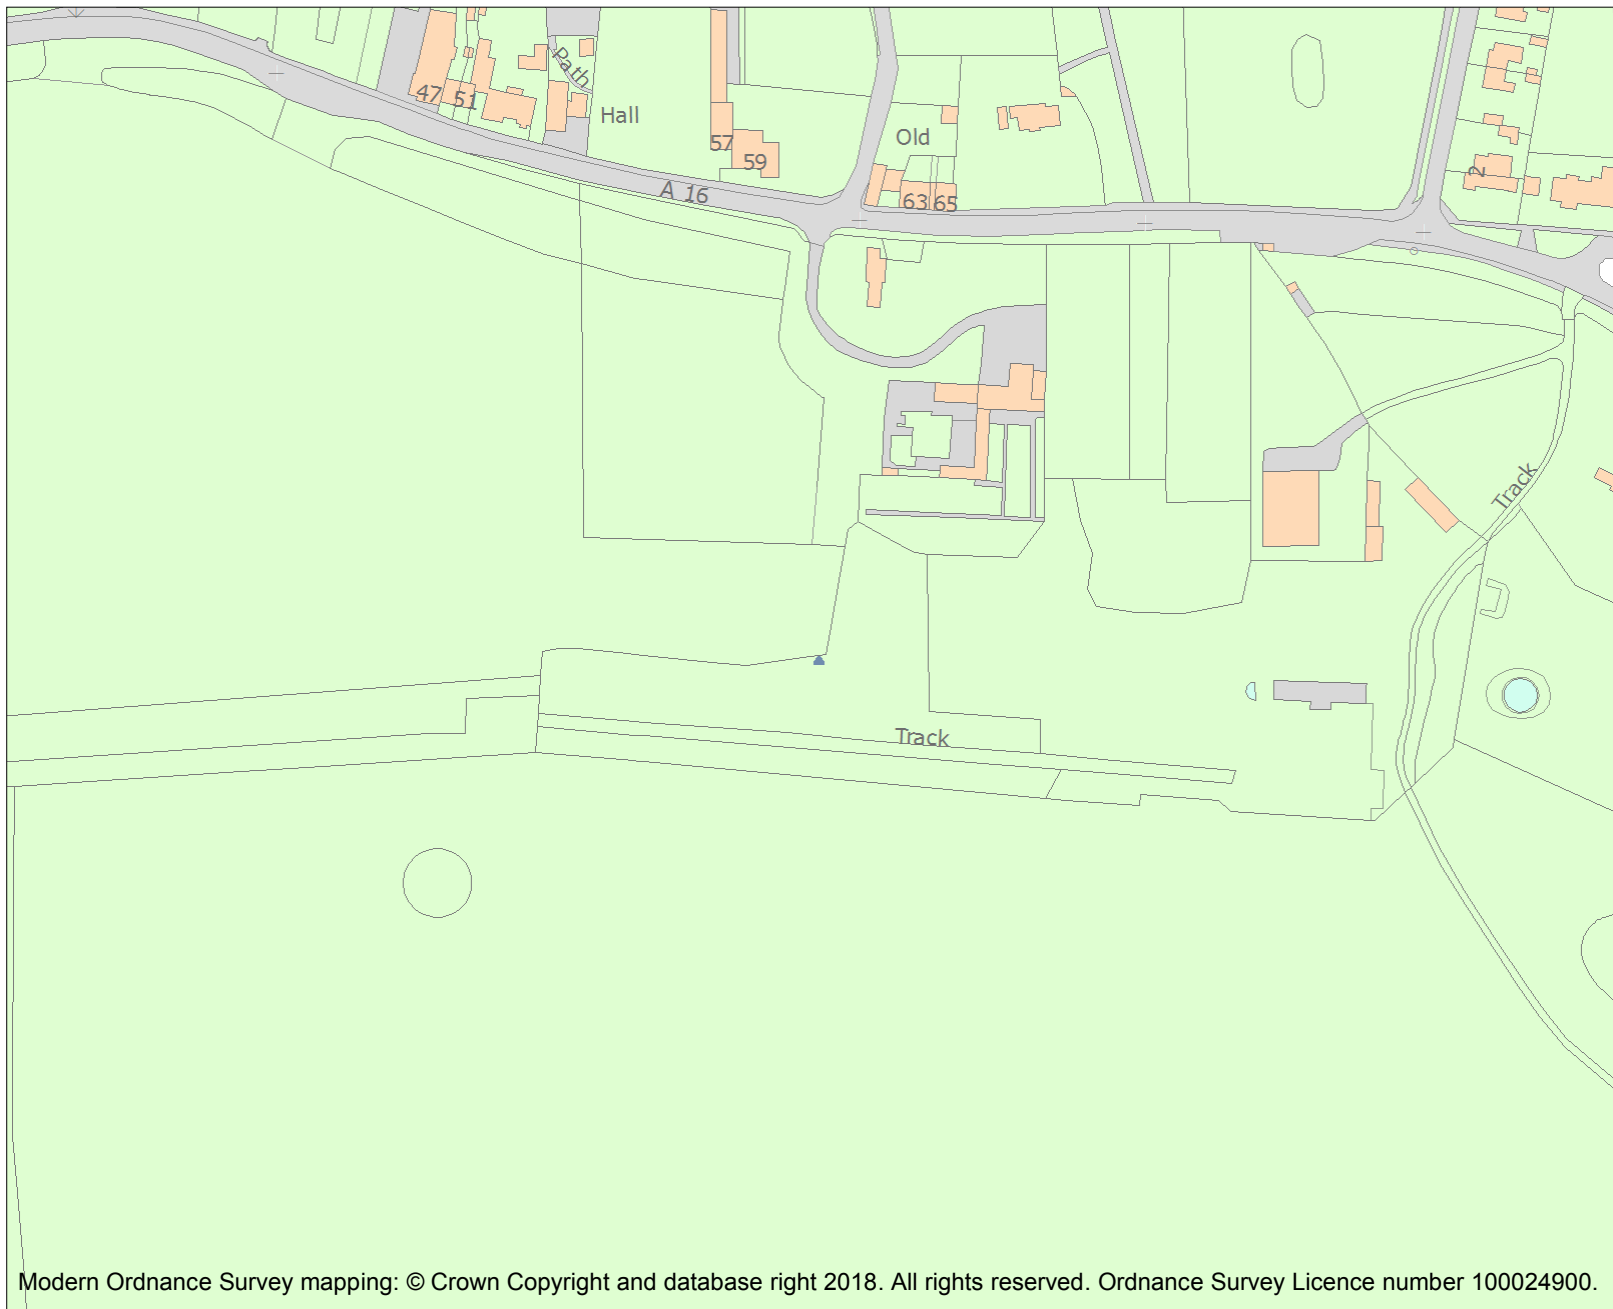 47
51
Path
Hall
57
59
A 16
Old
63
65
2
Track
Track
Modern Ordnance Survey mapping: © Crown Copyright and database right 2018. All rights reserved. Ordnance Survey Licence number 100024900.